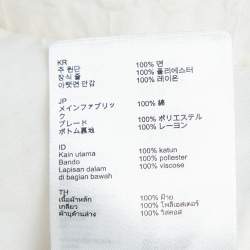 KR
주 원단 100% 면
장식 술 100% 폴리에스터
아랫면 안감 100% 레이온
JP
メインファブリッ
ク 100% 綿
ブレード 100% ポリエステル
ボトム裏地 100% レーヨン
ID
Kain utama 100% katun
Bando 100% poliester
Lapisan dalam 100% viscose
di bagian bawah
TH
เนื้อผ้าหลัก 100% ฝ้าย
เกลียว 100% โพลีเอสเตอร์
ผ้าบุด้านล่าง 100% วิสคอส